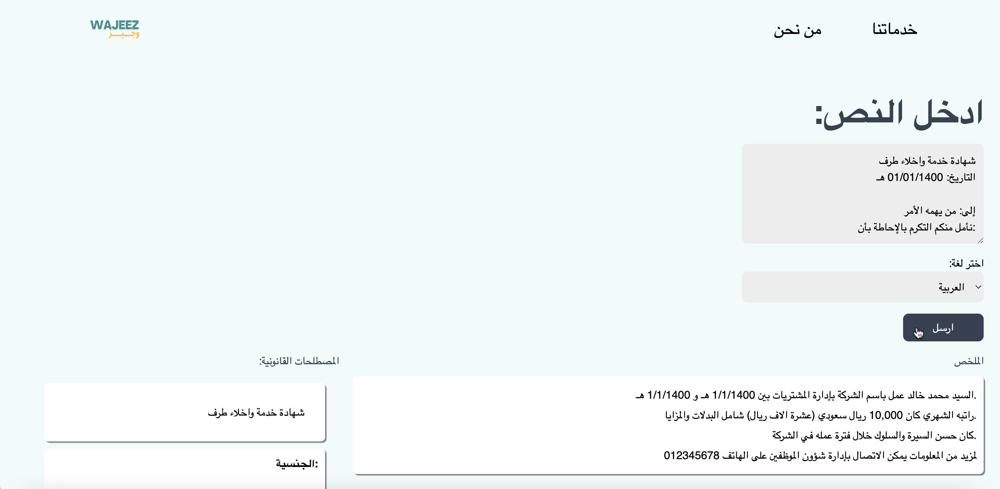 خدماتنا
من نحن
WAJEEZ
وجيز
ادخل النص:
شهادة خدمة واخلاء طرف
التاريخ: 01/01/1400 هـ
إلى: من يهمه الأمر
:نأمل منكم التكرم بالإحاطة بأن
اختر لغة:
العربية
ارسل
الملخص
.السيد محمد خالد عمل باسم الشركة بإدارة المشتريات بين 1/1/1400 هـ و 1/1/1400 هـ
.راتبه الشهري كان 10,000 ريال سعودي (عشرة الاف ريال) شامل البدلات والمزايا
.كان حسن السيرة والسلوك خلال فترة عمله في الشركة
لمزيد من المعلومات يمكن الاتصال بإدارة شؤون الموظفين على الهاتف 012345678
المصطلحات القانونية:
شهادة خدمة واخلاء طرف
:الجنسية